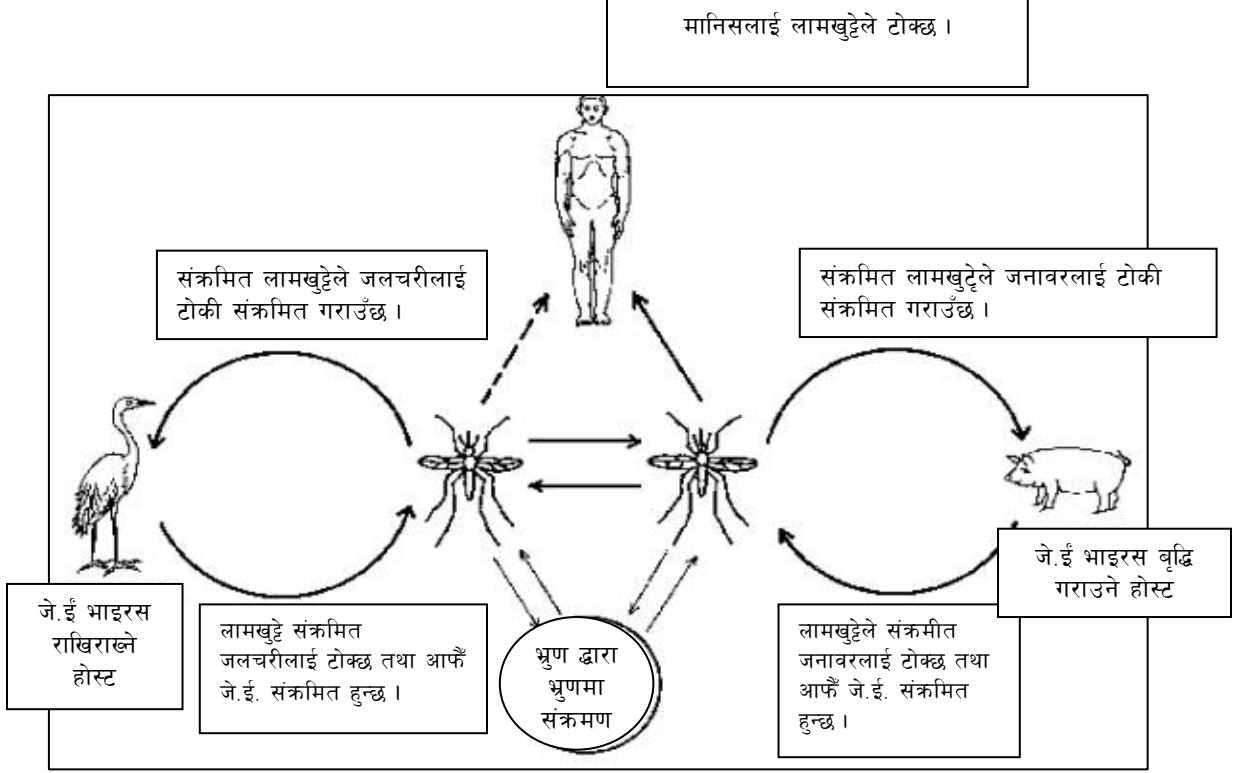 मानिसलाई लामखुट्टेले टोक्छ ।
संक्रमित लामखुट्टेले जलचरीलाई
टोकी संक्रमित गराउँछ ।
संक्रमित लामखुट्टेले जनावरलाई टोकी
संक्रमित गराउँछ ।
जे.ई भाइरस
राखिराख्ने
होस्ट
लामखुट्टे संक्रमित
जलचरीलाई टोक्छ तथा आफैँ
जे.ई. संक्रमित हुन्छ ।
भ्रुण द्धारा
भ्रुणमा
संक्रमण
लामखुट्टेले संक्रमीत
जनावरलाई टोक्छ तथा
आफैँ जे.ई. संक्रमित
हुन्छ ।
जे.ई भाइरस बृद्धि
गराउने होस्ट